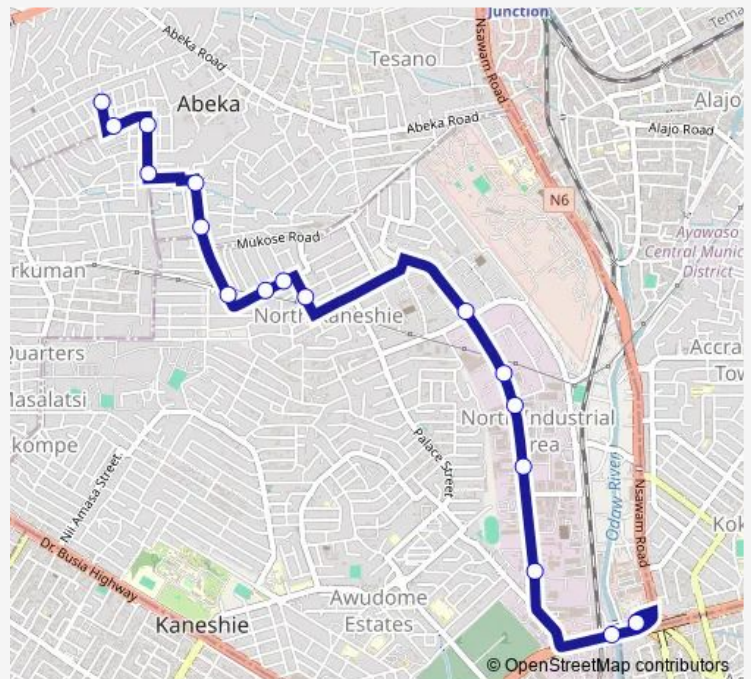 Junction
Nsawam Road
Tema
Abeka Road
Tesano
Abeka
Alajo
Abeka Road
Alajo Road
N6
Mukose Road
Ayawaso
Central Munic
District
rkuman
North Kaneshie
Quarters
Accra
Tow
Masalatsi
North Industrial
Area
kompe
Palace Street
Nii Amasa Street
Odaw River
Nsawam Road
Kok
Dr. Busia Highway
Kaneshie
Awudome
Estates
© OpenStreetMap contributors